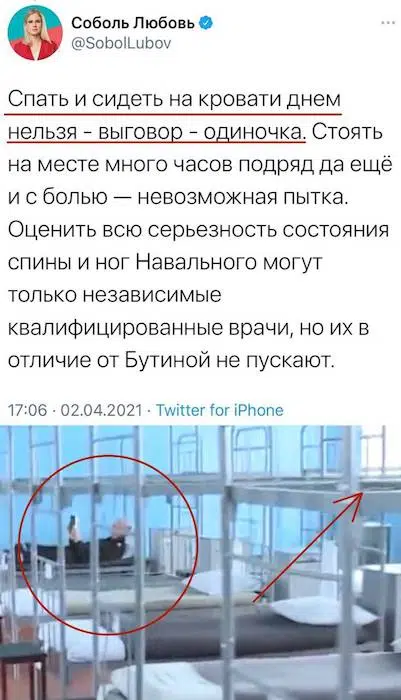 Соболь Любовь
@SobolLubov
Спать и сидеть на кровати днем
нельзя - выговор - одиночка. Стоять
на месте много часов подряд да ещё
и с болью — невозможная пытка.
Оценить всю серьезность состояния
спины и ног Навального могут
только независимые
квалифицированные врачи, но их в
отличие от Бутиной не пускают.
17:06 · 02.04.2021 · Twitter for iPhone